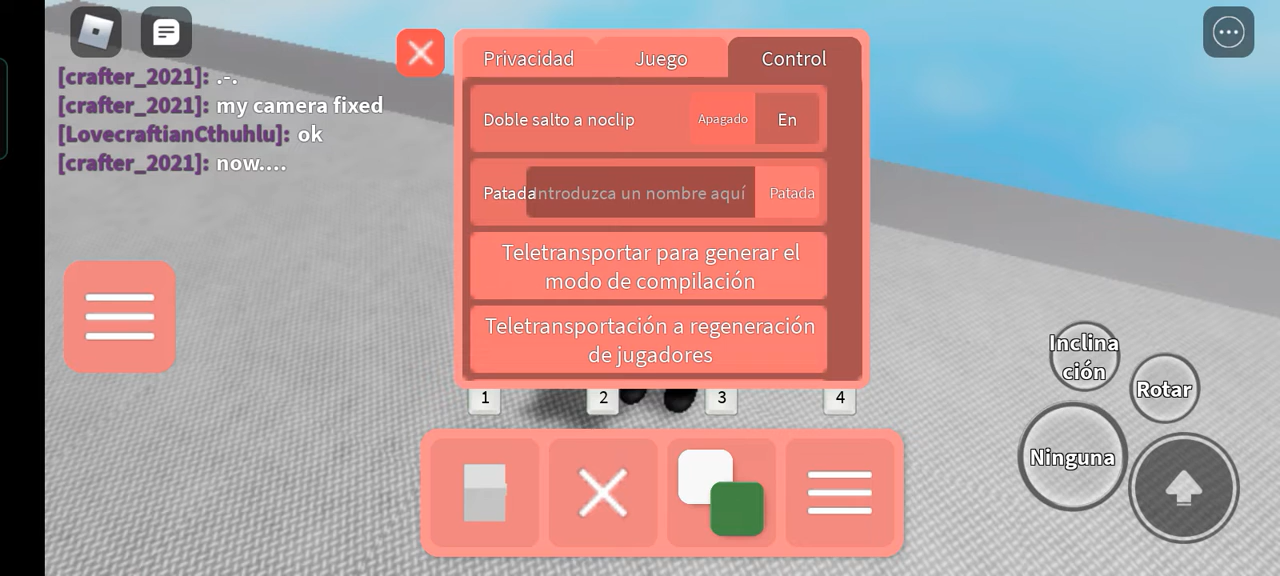 [crafter_2021]: .-.
[crafter_2021]: my camera fixed
[LovecraftianCthuhlu]: ok
[crafter_2021]: now....
Privacidad Juego Control
Doble salto a noclip Apagado En
Patada Introduzca un nombre aquí Patada
Teletransportar para generar el
modo de compilación
Teletransportación a regeneración
de jugadores
1 2 3 4
Inclina
ción
Rotar
Ninguna